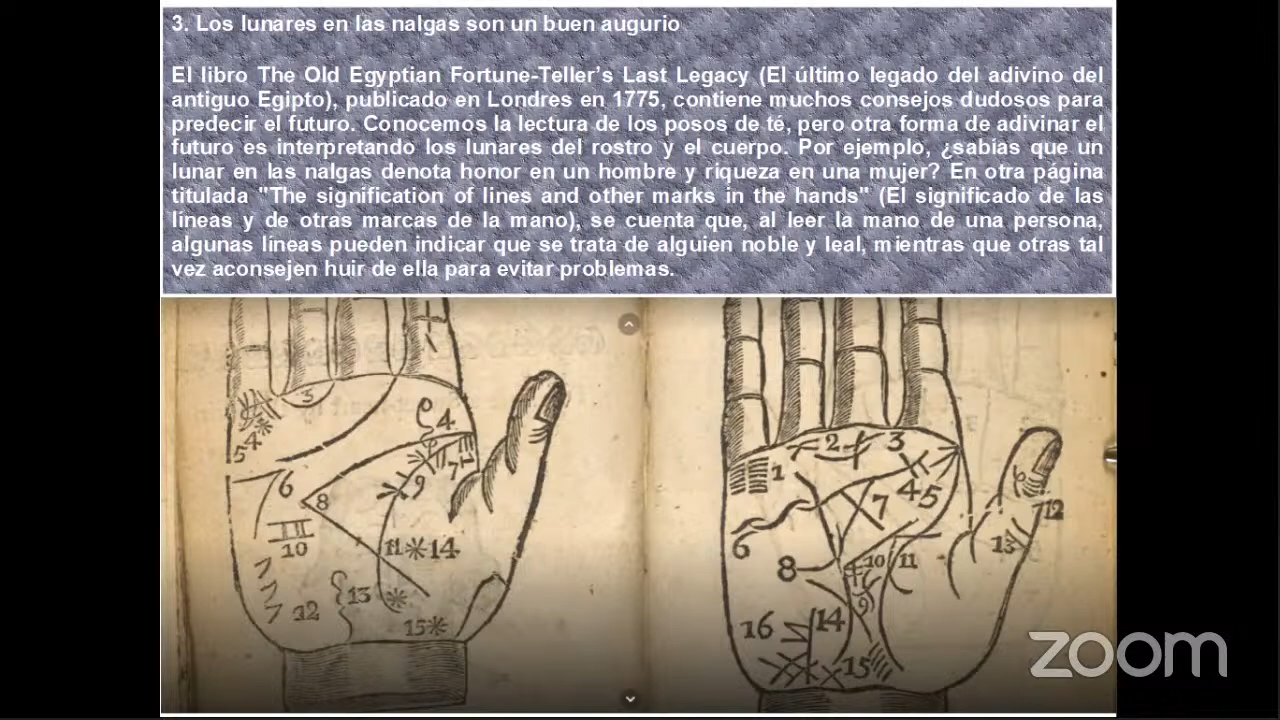 3. Los lunares en las nalgas son un buen augurio
El libro The Old Egyptian Fortune-Teller's Last Legacy (El último legado del adivino del
antiguo Egipto), publicado en Londres en 1775, contiene muchos consejos dudosos para
predecir el futuro. Conocemos la lectura de los posos de té, pero otra forma de adivinar el
futuro es interpretando los lunares del rostro y el cuerpo. Por ejemplo, ¿sabías que un
lunar en las nalgas denota honor en un hombre y riqueza en una mujer? En otra página
titulada "The signification of lines and other marks in the hands" (El significado de las
líneas y de otras marcas de la mano), se cuenta que, al leer la mano de una persona,
algunas líneas pueden indicar que se trata de alguien noble y leal, mientras que otras tal
vez aconsejen huir de ella para evitar problemas.
3
4
5 4
7
6
8
9
10
11 14
12
13
15
2 3
1
4 5
7
6
8
10 11
12
13
9
16
14
15
6
zoom